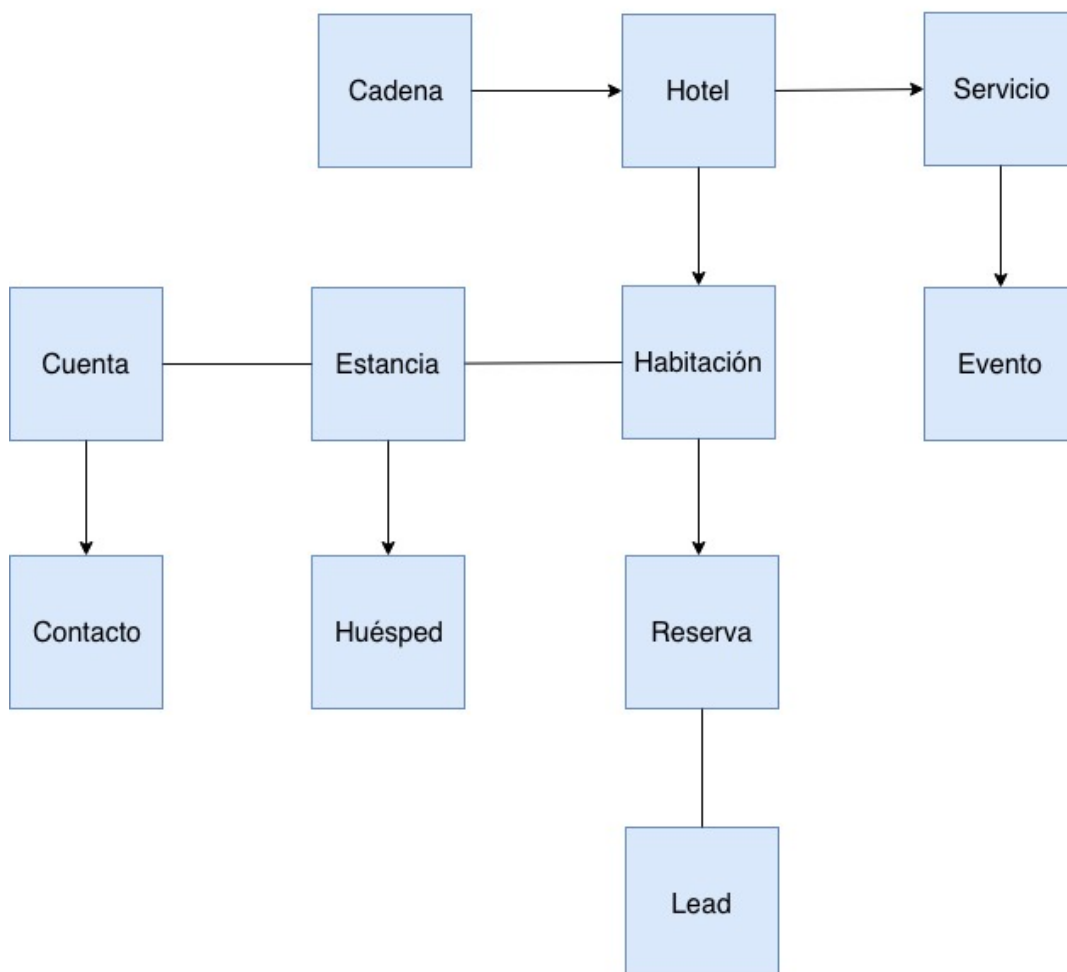 Cadena
Hotel
Servicio
Cuenta
Estancia
Habitación
Evento
Contacto
Huésped
Reserva
Lead